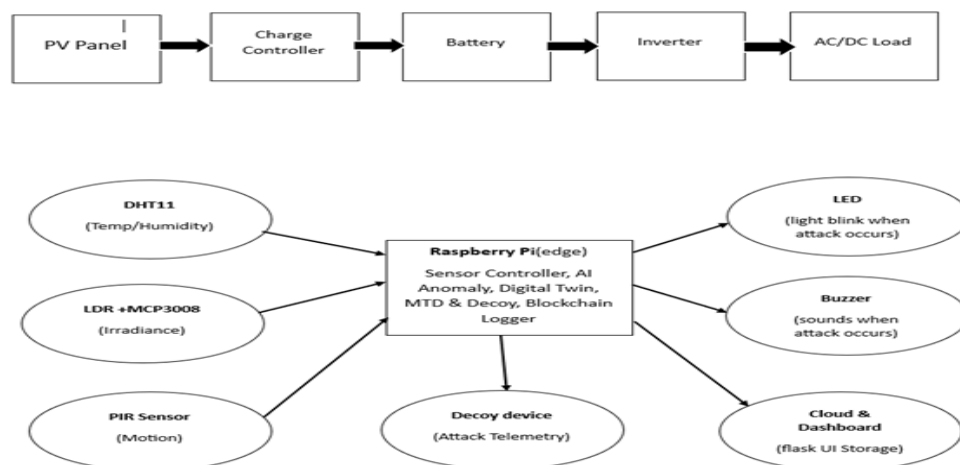 PV Panel
Charge
Controller
Battery
Inverter
AC/DC Load
DHT11
(Temp/Humidity)
LDR +MCP3008
(Irradiance)
PIR Sensor
(Motion)
Raspberry Pi(edge)
Sensor Controller, AI
Anomaly, Digital Twin,
MTD & Decoy, Blockchain
Logger
Decoy device
(Attack Telemetry)
LED
(light blink when
attack occurs)
Buzzer
(sounds when
attack occurs)
Cloud &
Dashboard
(flask UI Storage)